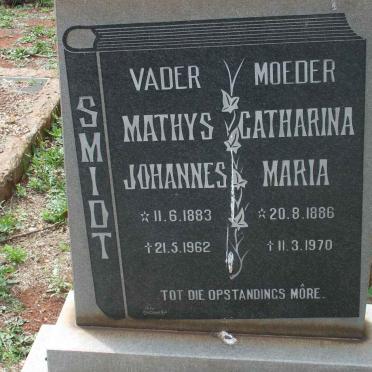 SMIDT
VADER MOEDER
MATHYS CATHARINA
JOHANNES MARIA
☆11.6.1883 ☆20.8.1886
†21.5.1962 †11.3.1970
TOT DIE OPSTANDINGS MÔRE.